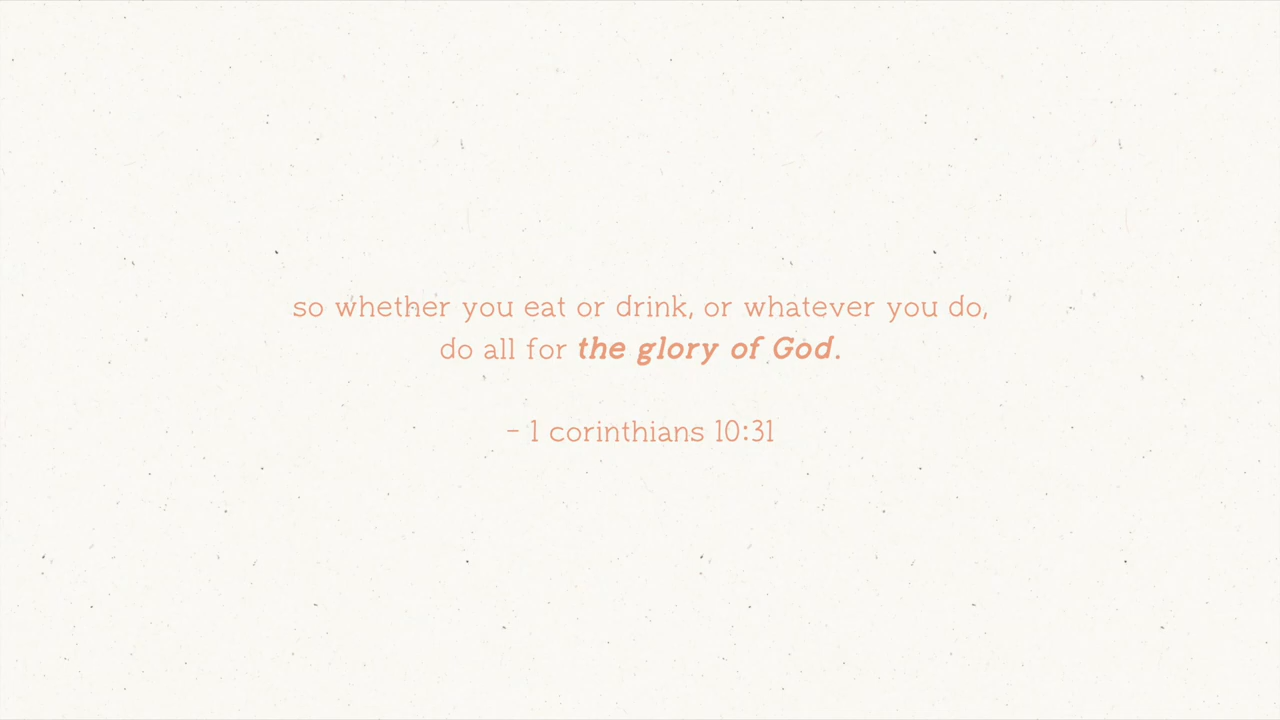 so whether you eat or drink, or whatever you do,
do all for the glory of God.
– 1 corinthians 10:31